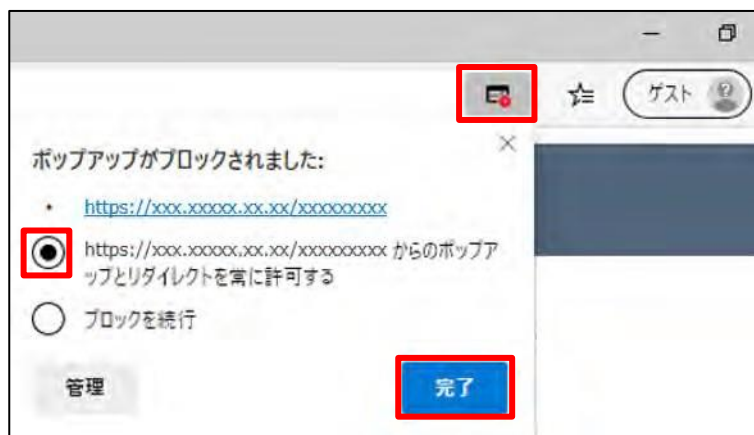 ゲスト
ポップアップがブロックされました:
• https://xxx.xxxxx.xx.xx/xxxxxxxxx
https://xxx.xxxxx.xx.xx/xxxxxxxxx からのポップア
ップとリダイレクトを常に許可する
ブロックを続行
管理
完了